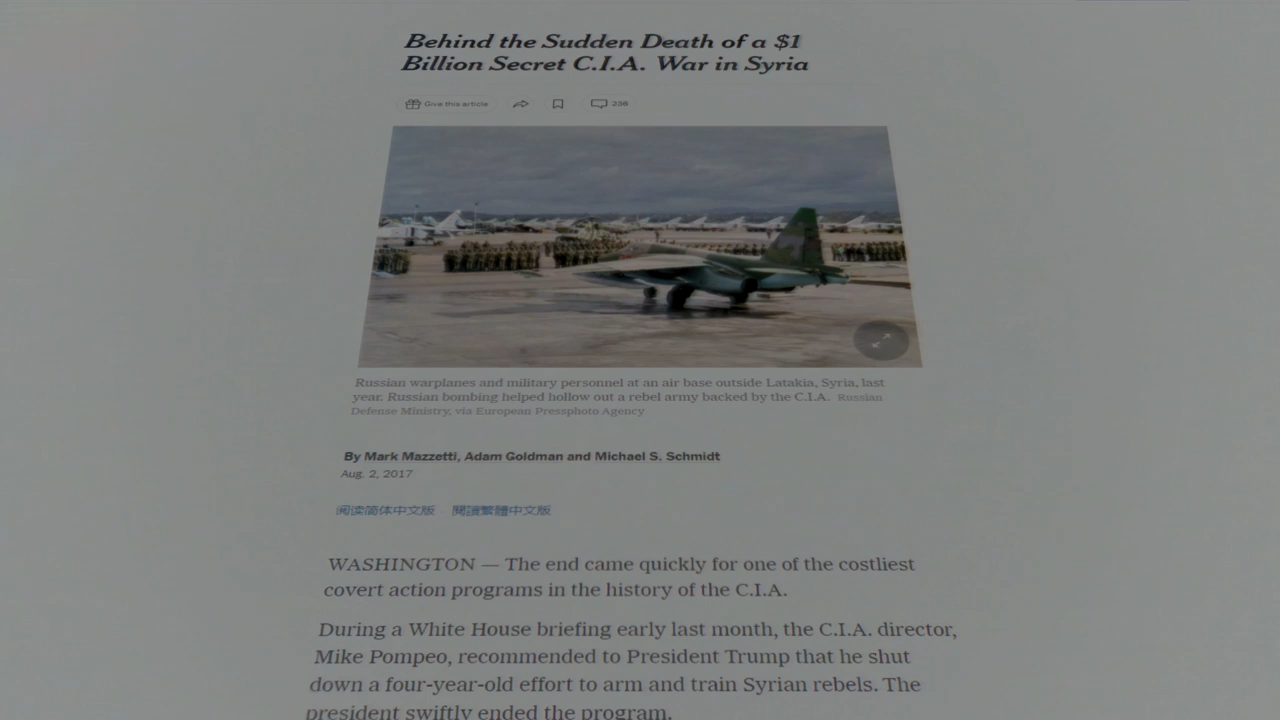 Behind the Sudden Death of a $1
Billion Secret C.I.A. War in Syria
Give this article
236
Russian warplanes and military personnel at an air base outside Latakia, Syria, last
year. Russian bombing helped hollow out a rebel army backed by the C.I.A. Russian
Defense Ministry, via European Pressphoto Agency
By Mark Mazzetti, Adam Goldman and Michael S. Schmidt
Aug. 2, 2017
阅读简体中文版 閱讀繁體中文版
WASHINGTON — The end came quickly for one of the costliest
covert action programs in the history of the C.I.A.
During a White House briefing early last month, the C.I.A. director,
Mike Pompeo, recommended to President Trump that he shut
down a four-year-old effort to arm and train Syrian rebels. The
president swiftly ended the program.